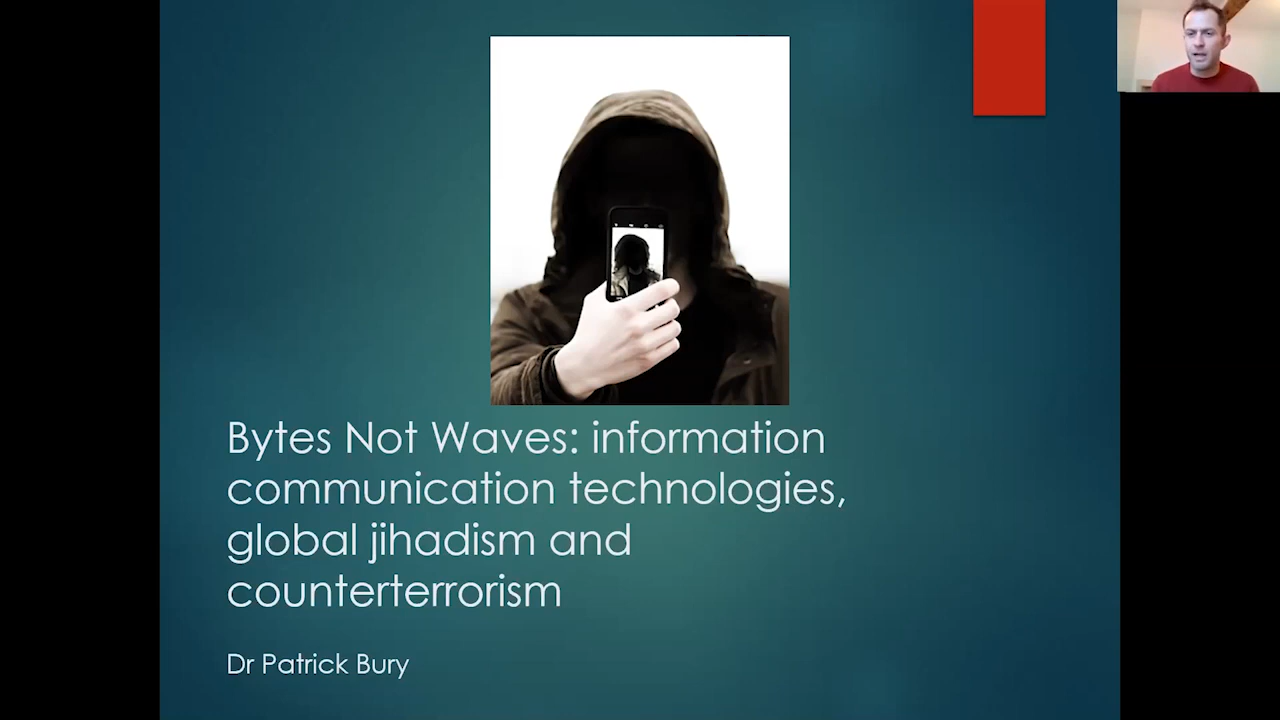 Bytes Not Waves: information
communication technologies,
global jihadism and
counterterrorism
Dr Patrick Bury